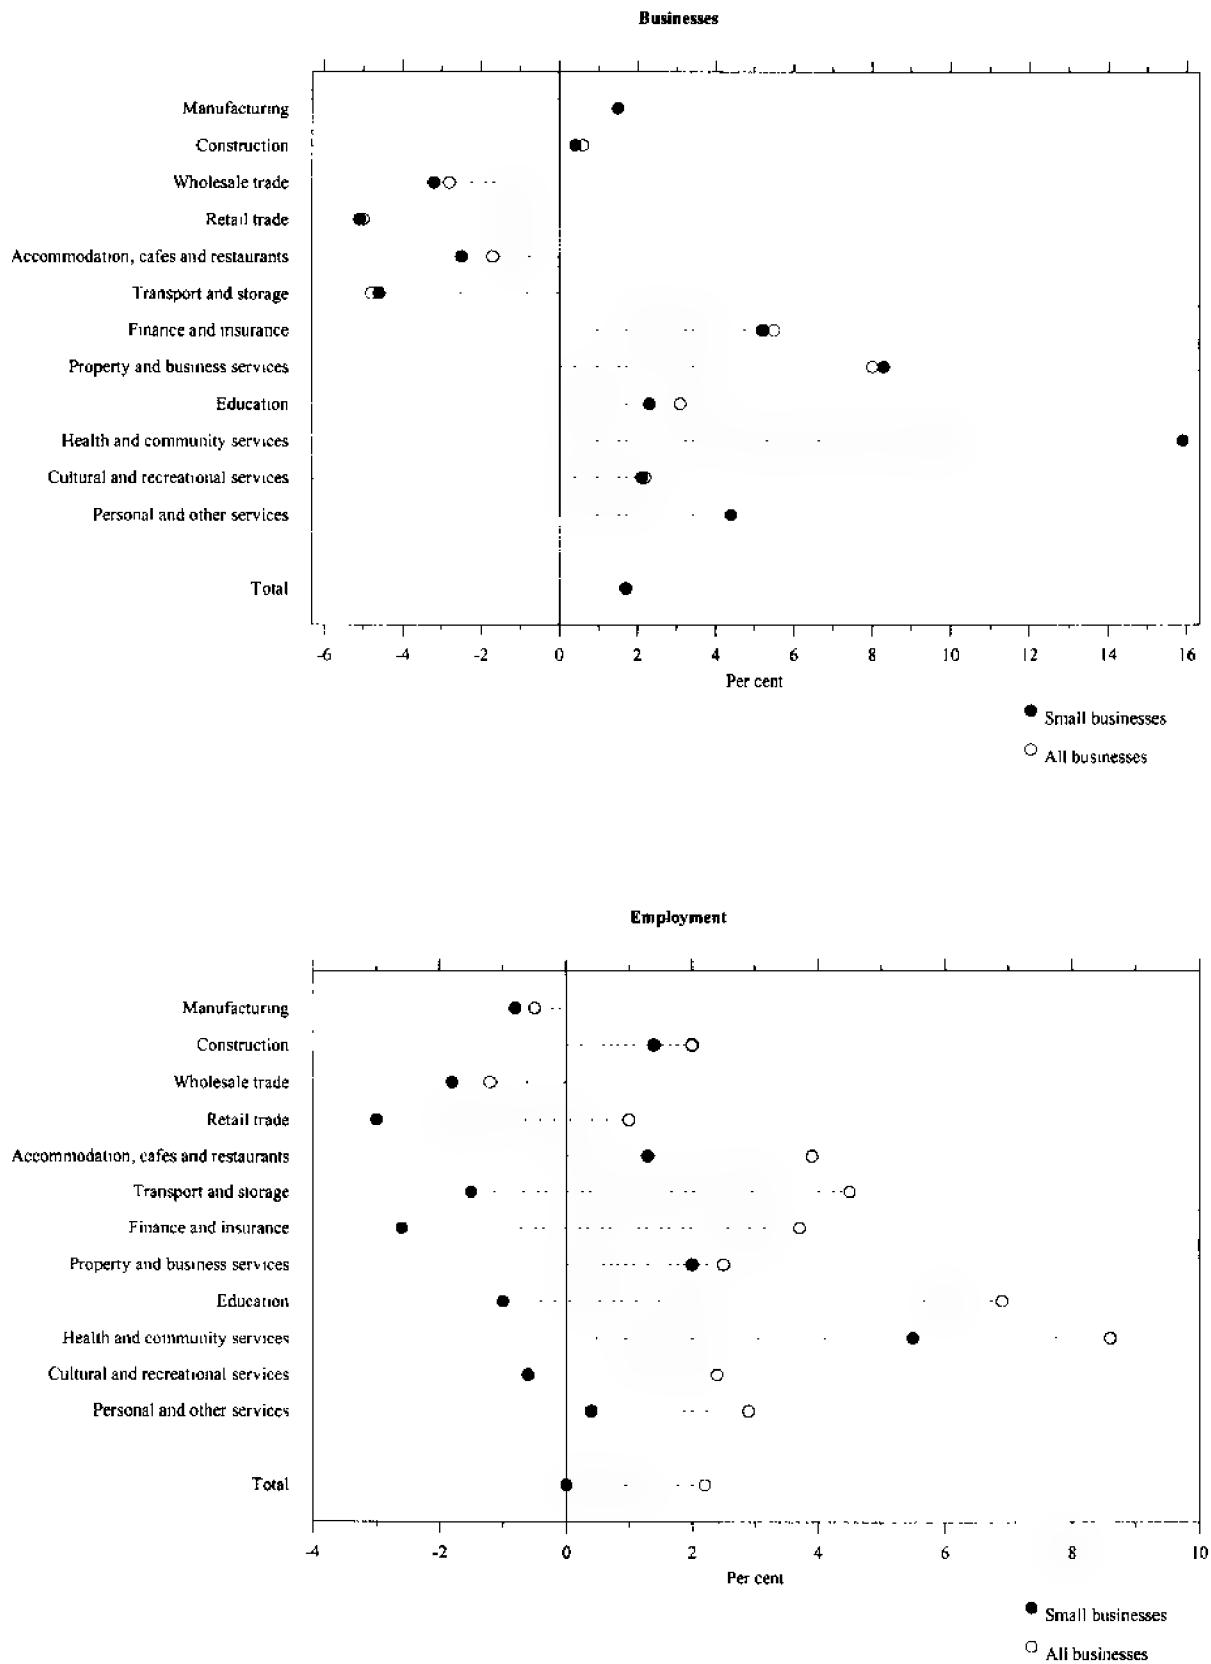 Businesses
Manufacturing
Construction
Wholesale trade
Retail trade
Accommodation, cafes and restaurants
Transport and storage
Finance and insurance
Property and business services
Education
Health and community services
Cultural and recreational services
Personal and other services
Total
-6 -4 -2 0 2 4 6 8 10 12 14 16
Per cent
Small businesses
All businesses
Employment
Manufacturing
Construction
Wholesale trade
Retail trade
Accommodation, cafes and restaurants
Transport and storage
Finance and insurance
Property and business services
Education
Health and community services
Cultural and recreational services
Personal and other services
Total
-4 -2 0 2 4 6 8 10
Per cent
Small businesses
All businesses